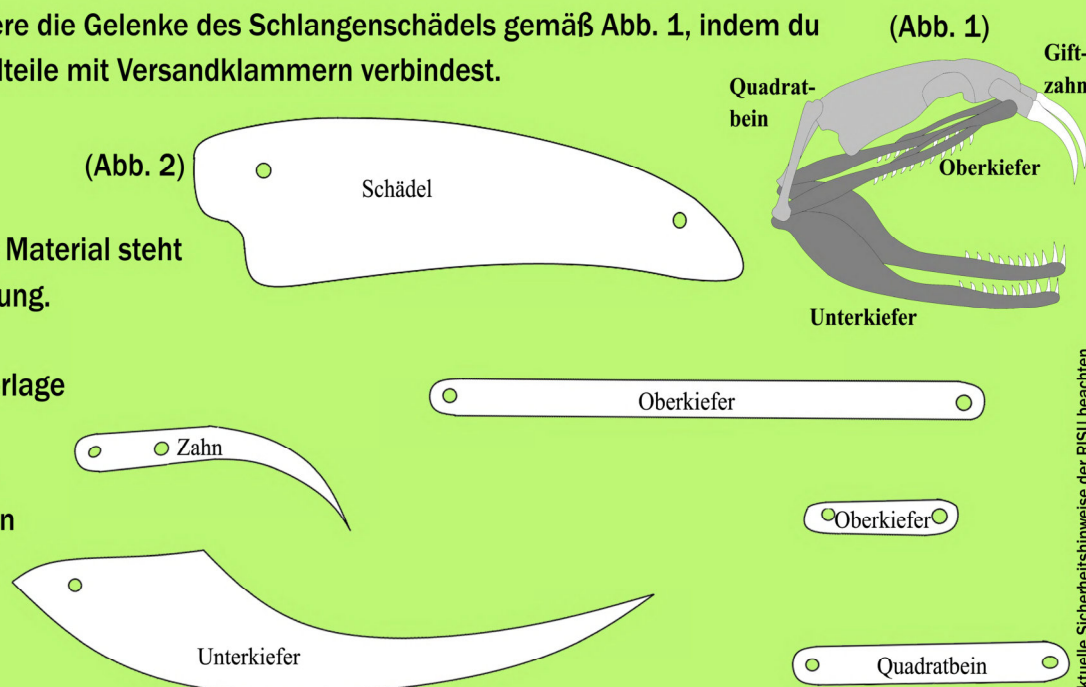 ere die Gelenke des Schlangenschädels gemäß Abb. 1, indem du
lteile mit Versandklammern verbindest.
(Abb. 1)
Gift-
zahn
Quadrat-
bein
Oberkiefer
Unterkiefer
(Abb. 2)
Schädel
Material steht
ung.
rlage
Oberkiefer
Zahn
n
Oberkiefer
Unterkiefer
Quadratbein
ktuelle Sicherheitshinweise der RISU beachten